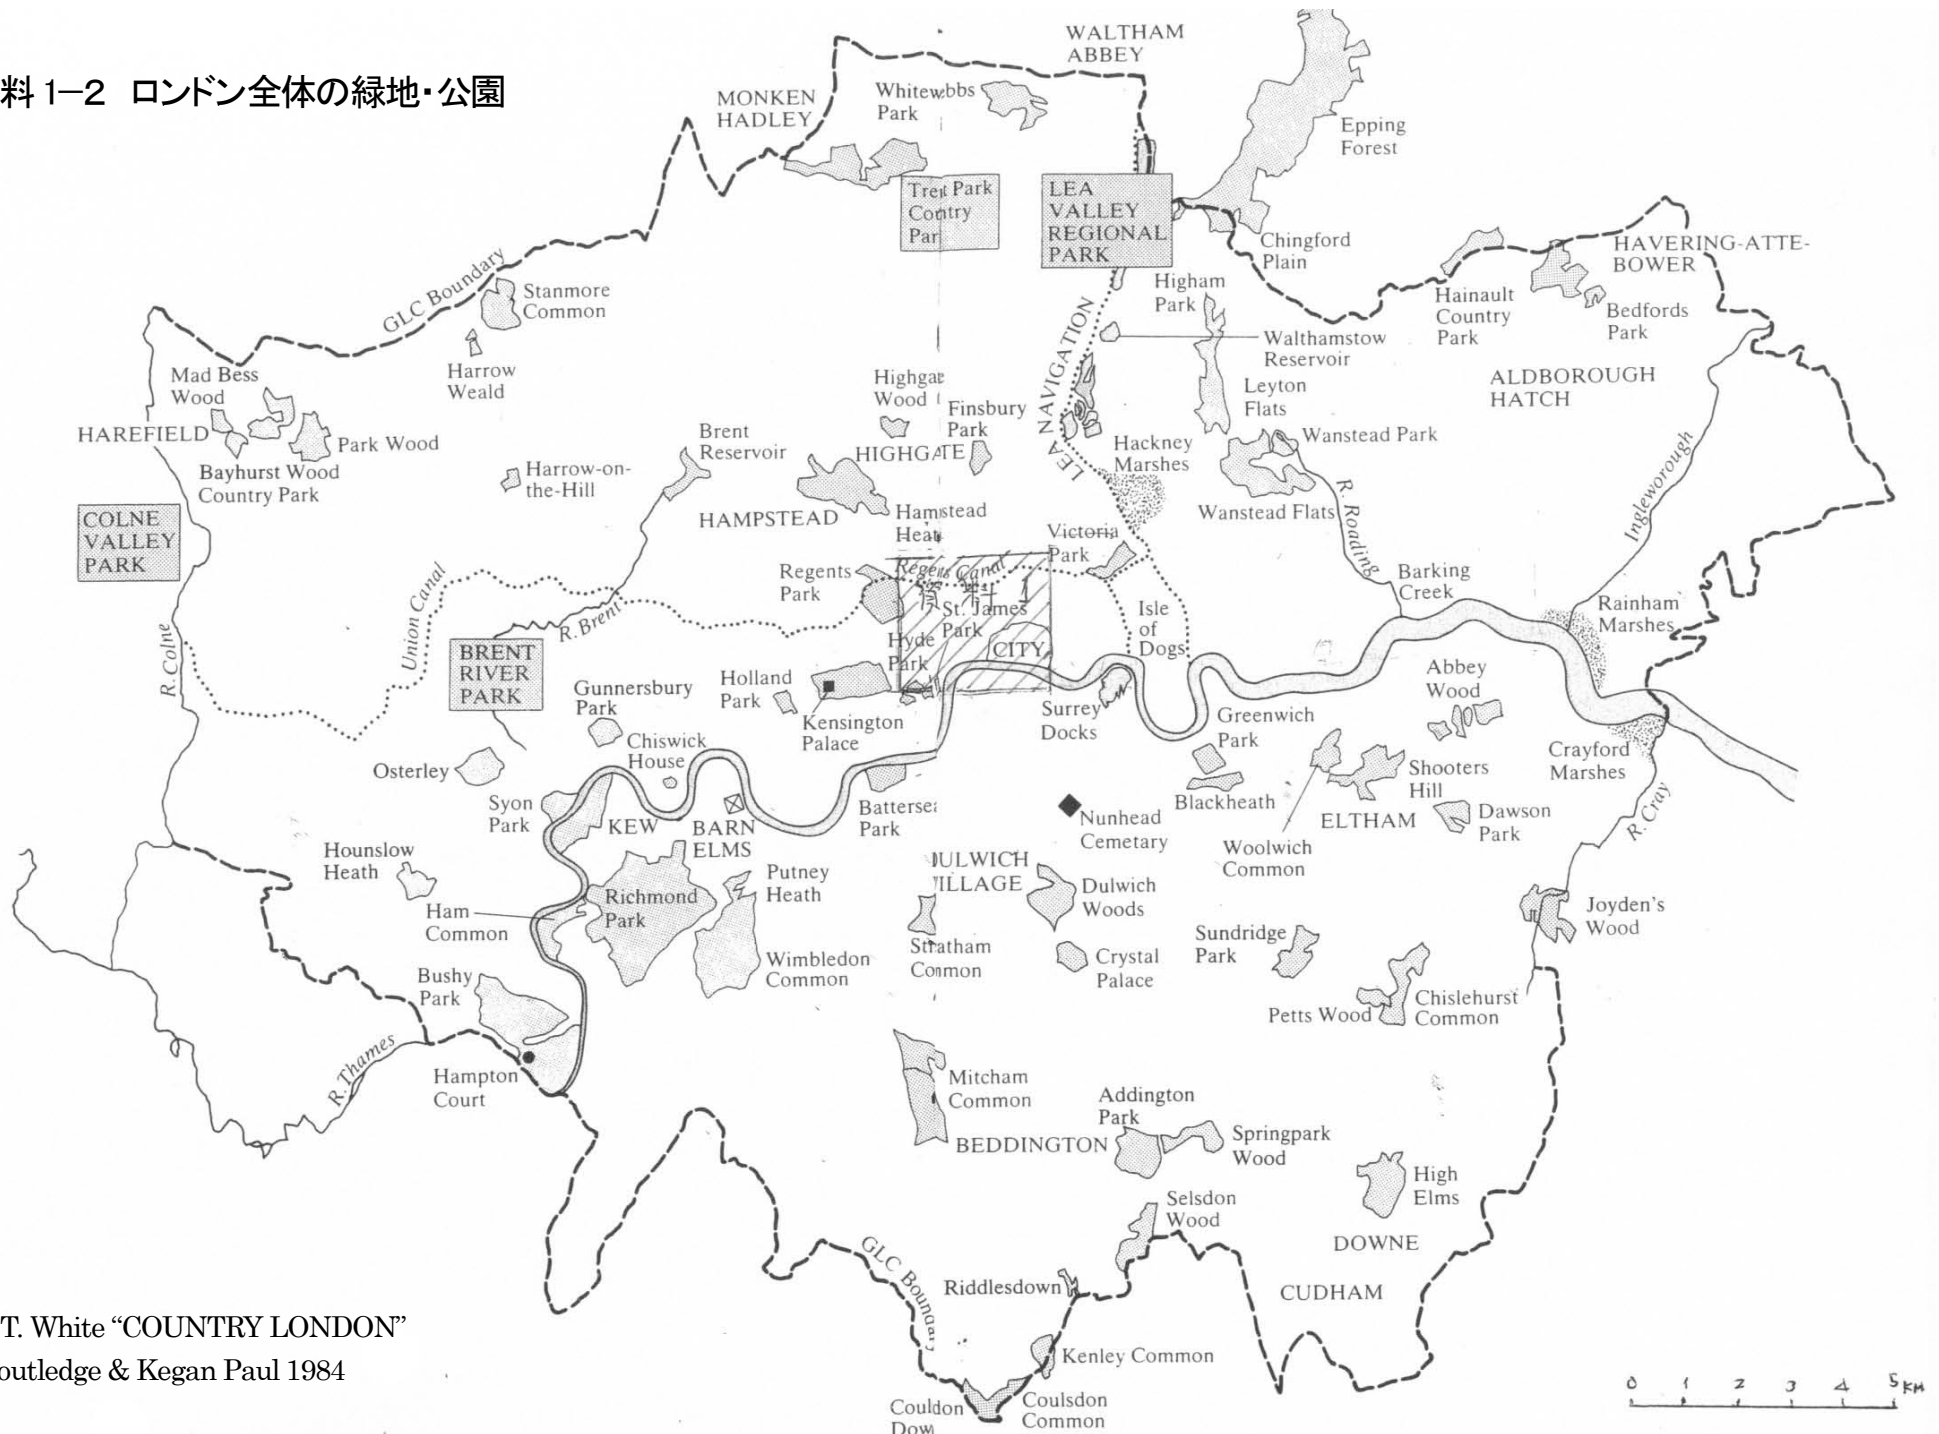 料 1－2 ロンドン全体の緑地・公園
WALTHAM
ABBEY
MONKEN
HADLEY
Whitewebbs
Park
Epping
Forest
Trent Park
Country
Par
LEA
VALLEY
REGIONAL
PARK
Chingford
Plain
HAVERING-ATTE-
BOWER
GLC Boundary
Stanmore
Common
Higham
Park
Hainault
Country
Park
Bedfords
Park
Harrow
Weald
Walthamstow
Reservoir
LEA NAVIGATION
Mad Bess
Wood
Highgate
Wood
Finsbury
Park
Leyton
Flats
ALDBOROUGH
HATCH
HAREFIELD
Park Wood
Brent
Reservoir
HIGHGATE
Hackney
Marshes
Wanstead Park
Bayhurst Wood
Country Park
Harrow-on-
the-Hill
Ingleborough
COLNE
VALLEY
PARK
HAMPSTEAD
Hamstead
Heat
Victoria
Park
Wanstead Flats
R. Roading
Union Canal
Regents
Park
Regents Canal
St. James
Park
Isle
of
Dogs
Barking
Creek
Rainham
Marshes
R. Brent
R. Colne
BRENT
RIVER
PARK
Hyde
Park
CITY
Gunnersbury
Park
Holland
Park
Kensington
Palace
Surrey
Docks
Abbey
Wood
Greenwich
Park
Chiswick
House
Osterley
Crayford
Marshes
Shooters
Hill
Syon
Park
KEW
BARN
ELMS
Battersea
Park
Nunhead
Cemetary
Blackheath
ELTHAM
Dawson
Park
R. Cray
Woolwich
Common
Hounslow
Heath
Putney
Heath
DULWICH
VILLAGE
Dulwich
Woods
Richmond
Park
Ham
Common
Joyden's
Wood
Wimbledon
Common
Stratham
Common
Crystal
Palace
Sundridge
Park
Bushy
Park
Petts Wood
Chislehurst
Common
R. Thames
Hampton
Court
Mitcham
Common
Addington
Park
BEDDINGTON
Springpark
Wood
High
Elms
Selsdon
Wood
DOWNE
GLC Boundary
Riddlesdown
CUDHAM
T. White “COUNTRY LONDON”
outledge & Kegan Paul 1984
Kenley Common
Couldon
Dow
Coulsdon
Common
0 1 2 3 4 5 KM